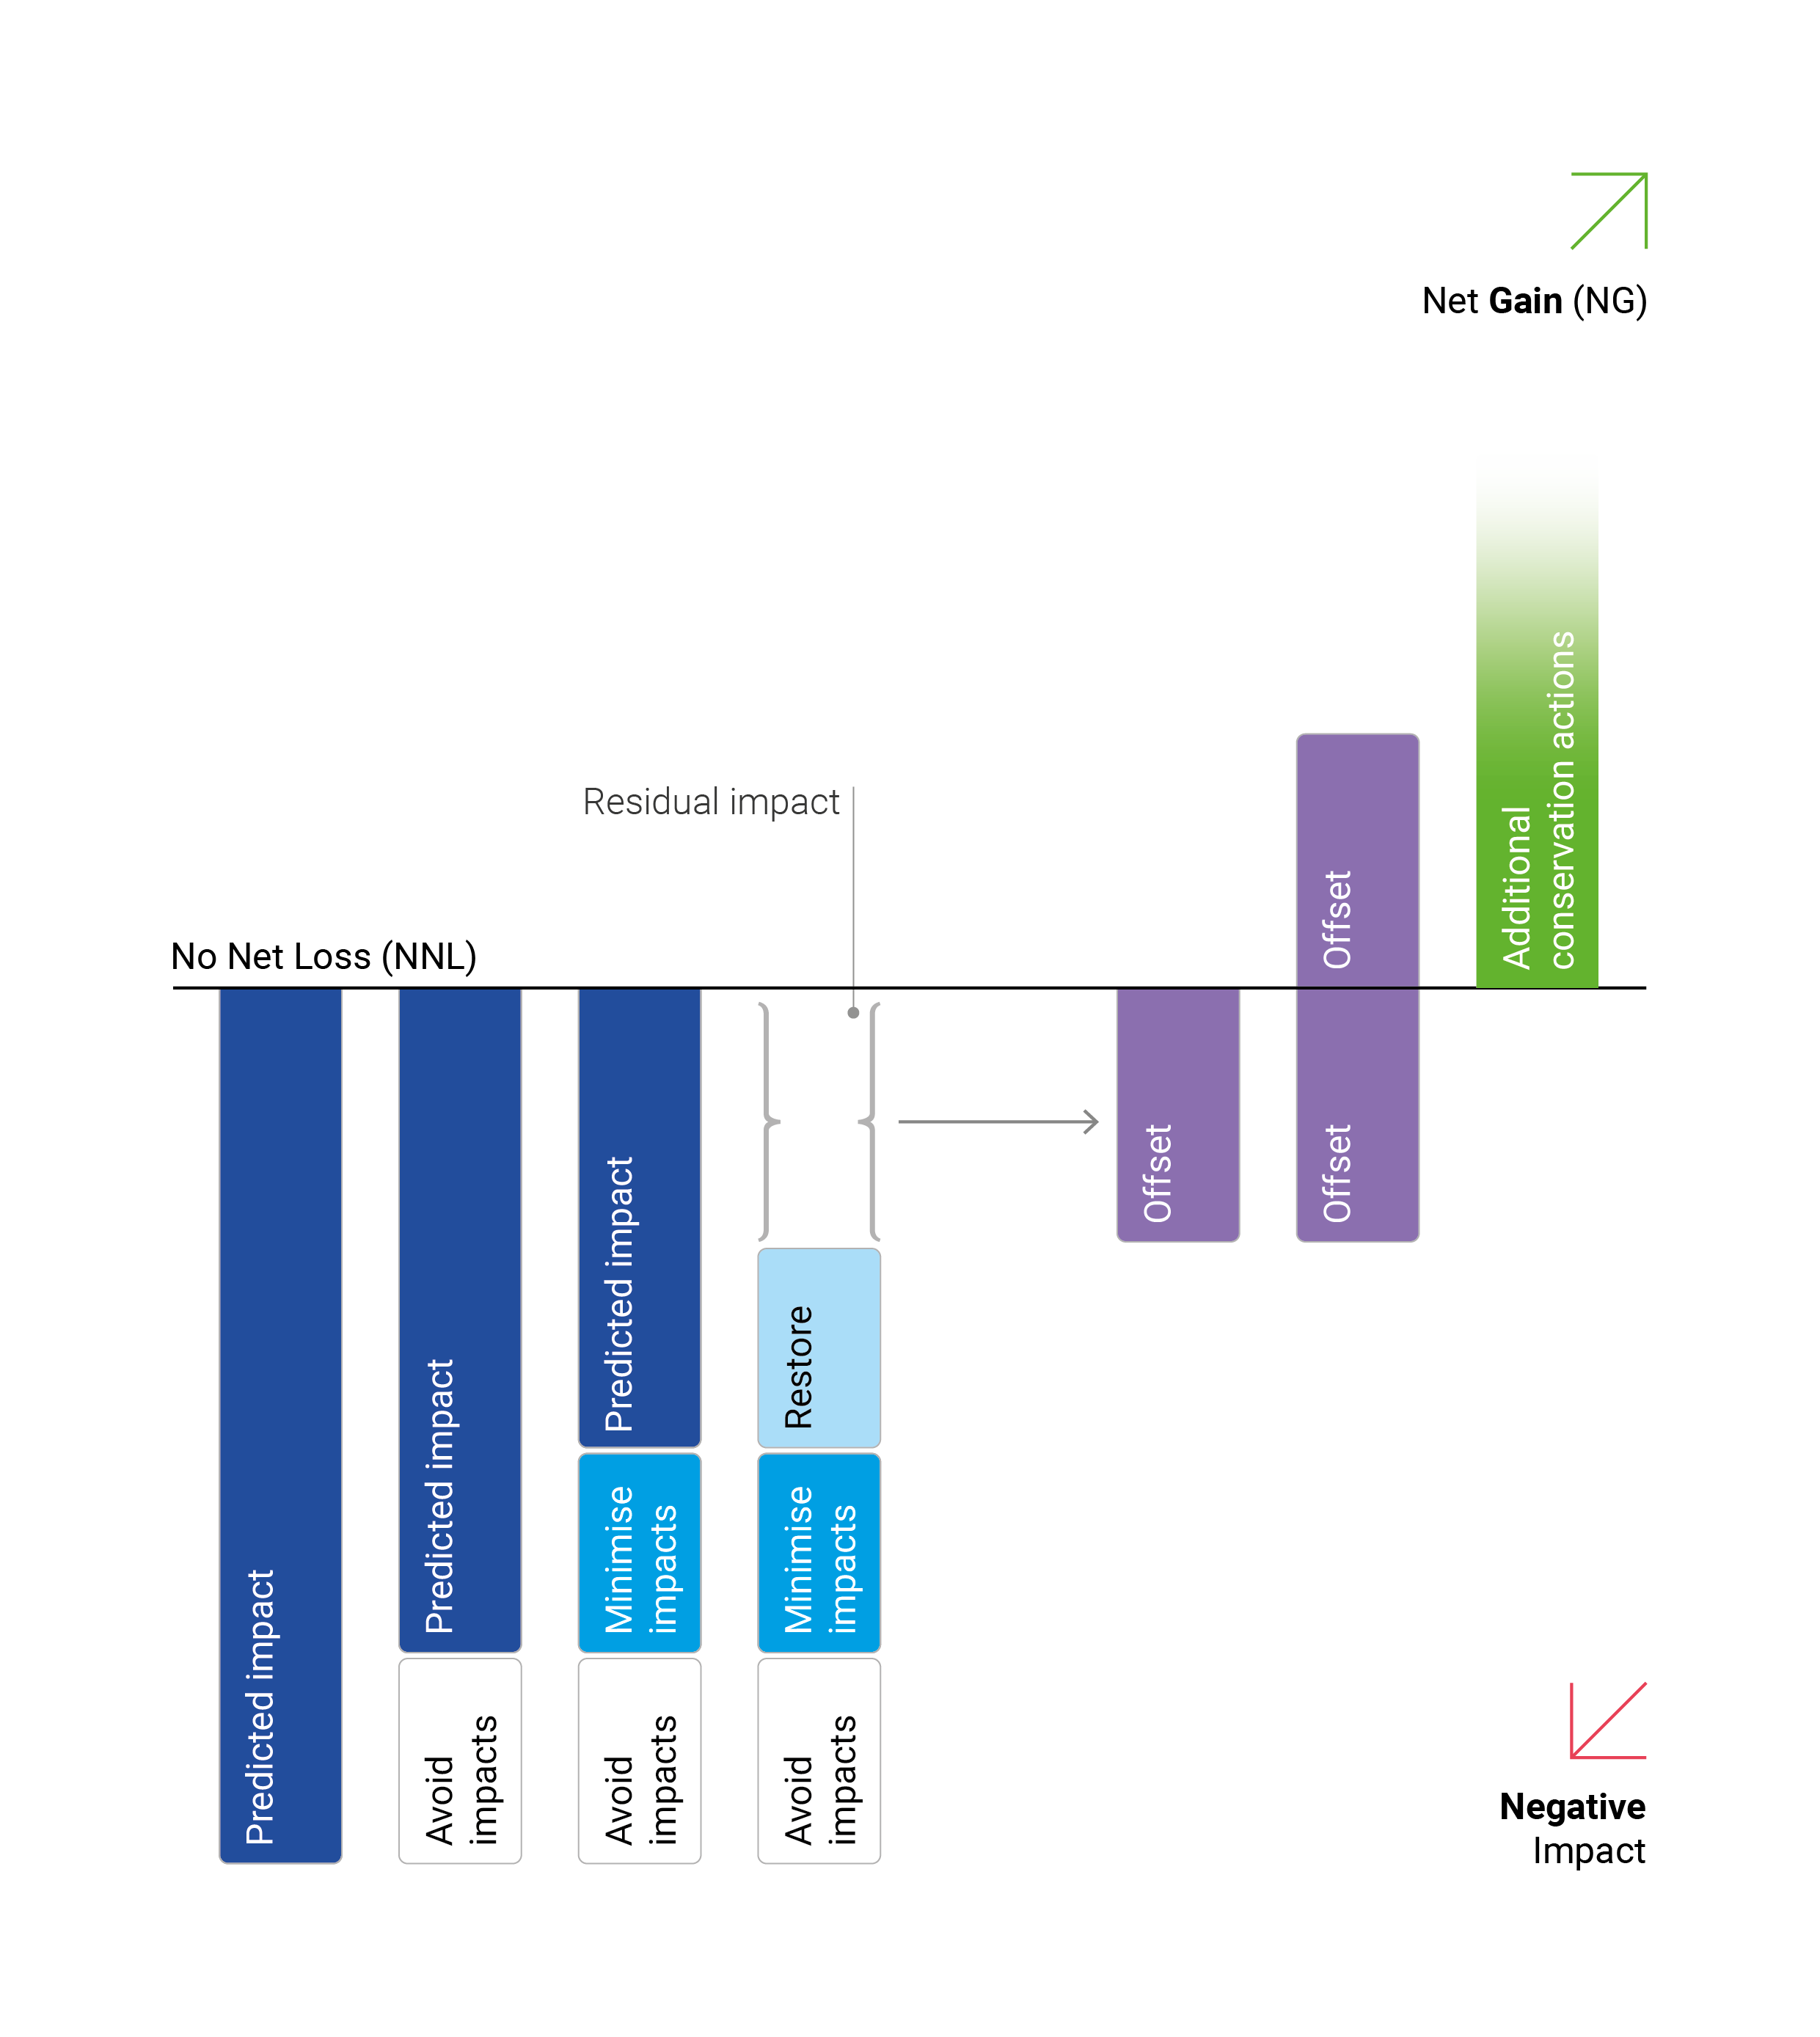 Net Gain (NG)
Residual impact
No Net Loss (NNL)
Predicted impact
Predicted impact
Avoid
impacts
Predicted impact
Minimise
impacts
Avoid
impacts
Restore
Minimise
impacts
Avoid
impacts
Offset
Offset
Offset
Additional
conservation actions
Negative
Impact